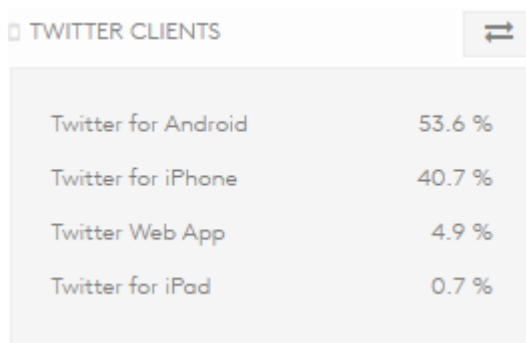 TWITTER CLIENTS
Twitter for Android 53.6 %
Twitter for iPhone 40.7 %
Twitter Web App 4.9 %
Twitter for iPad 0.7 %